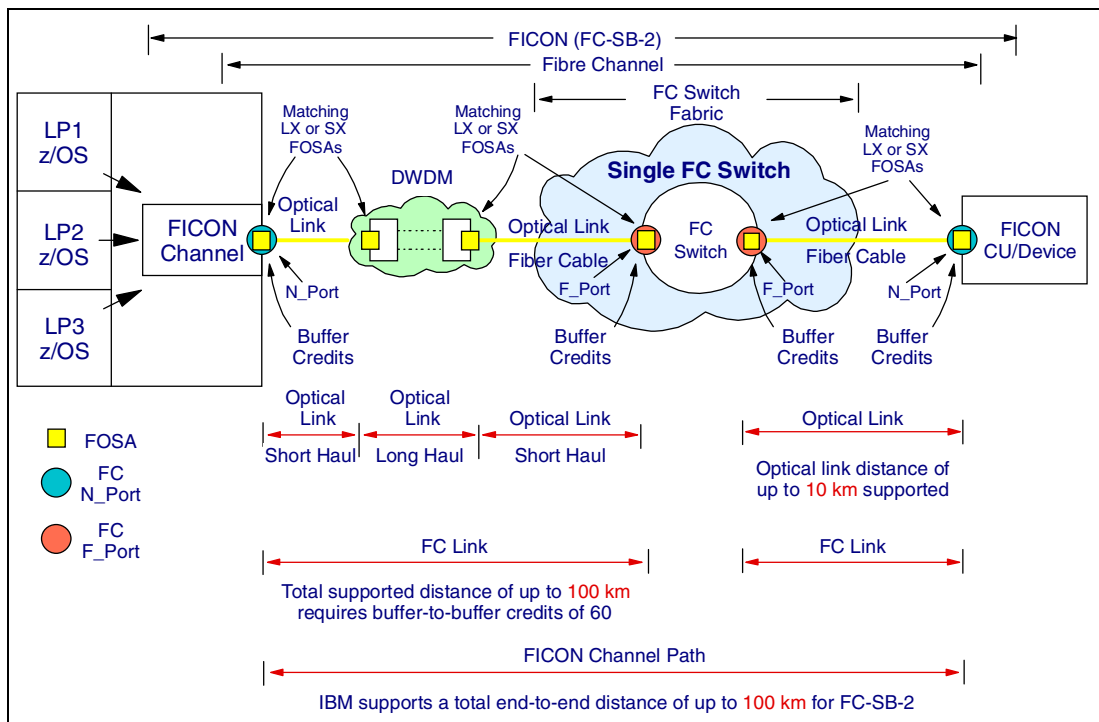 FICON (FC-SB-2)
Fibre Channel
FC Switch
Fabric
LP1
z/OS
LP2
z/OS
LP3
z/OS
FICON
Channel
Matching
LX or SX
FOSAs
Optical
Link
N_Port
Buffer
Credits
DWDM
Matching
LX or SX
FOSAs
Single FC Switch
Optical Link
Fiber Cable
F_Port
Buffer
Credits
FC
Switch
Matching
LX or SX
FOSAs
Optical Link
Fiber Cable
F_Port
Buffer
Credits
N_Port
Buffer
Credits
FICON
CU/Device
FOSA
FC
N_Port
FC
F_Port
Optical
Link
Short Haul
Optical
Link
Long Haul
Optical Link
Short Haul
Optical Link
Optical link distance of
up to 10 km supported
FC Link
FC Link
Total supported distance of up to 100 km
requires buffer-to-buffer credits of 60
FICON Channel Path
IBM supports a total end-to-end distance of up to 100 km for FC-SB-2